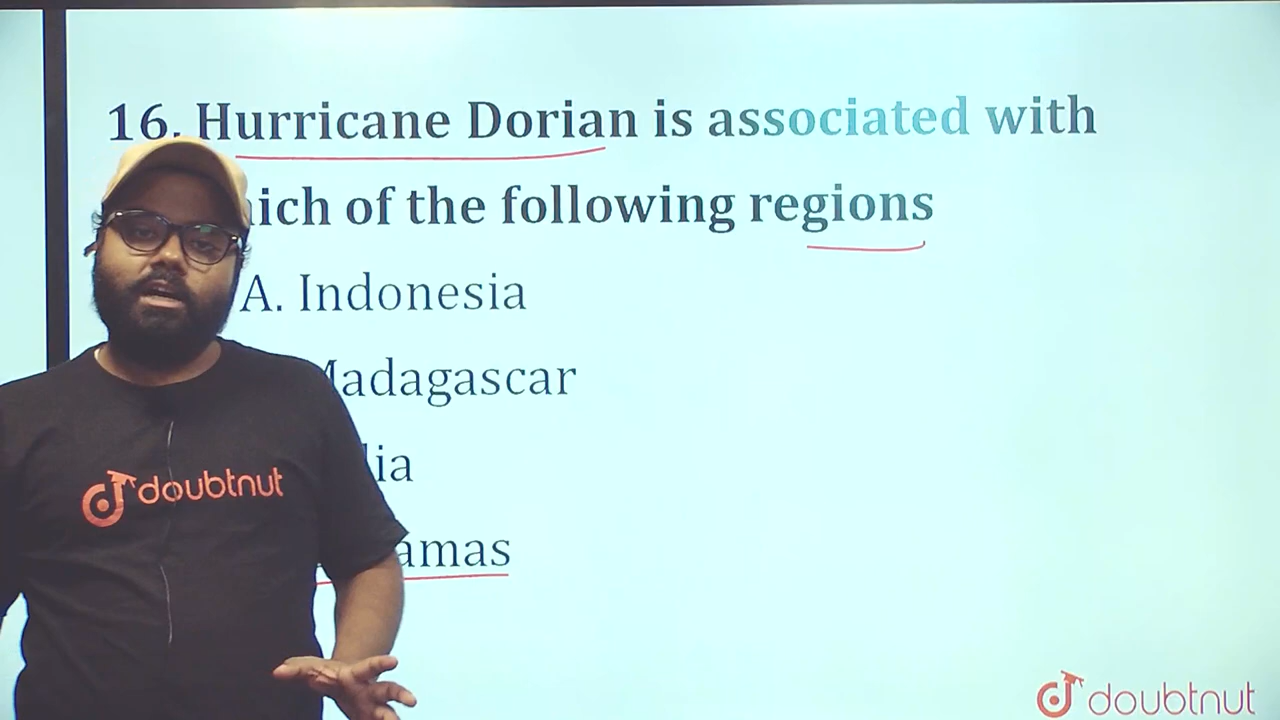 16. Hurricane Dorian is associated with
ich of the following regions
A. Indonesia
Madagascar
lia
amas
doubtnut
doubtnut